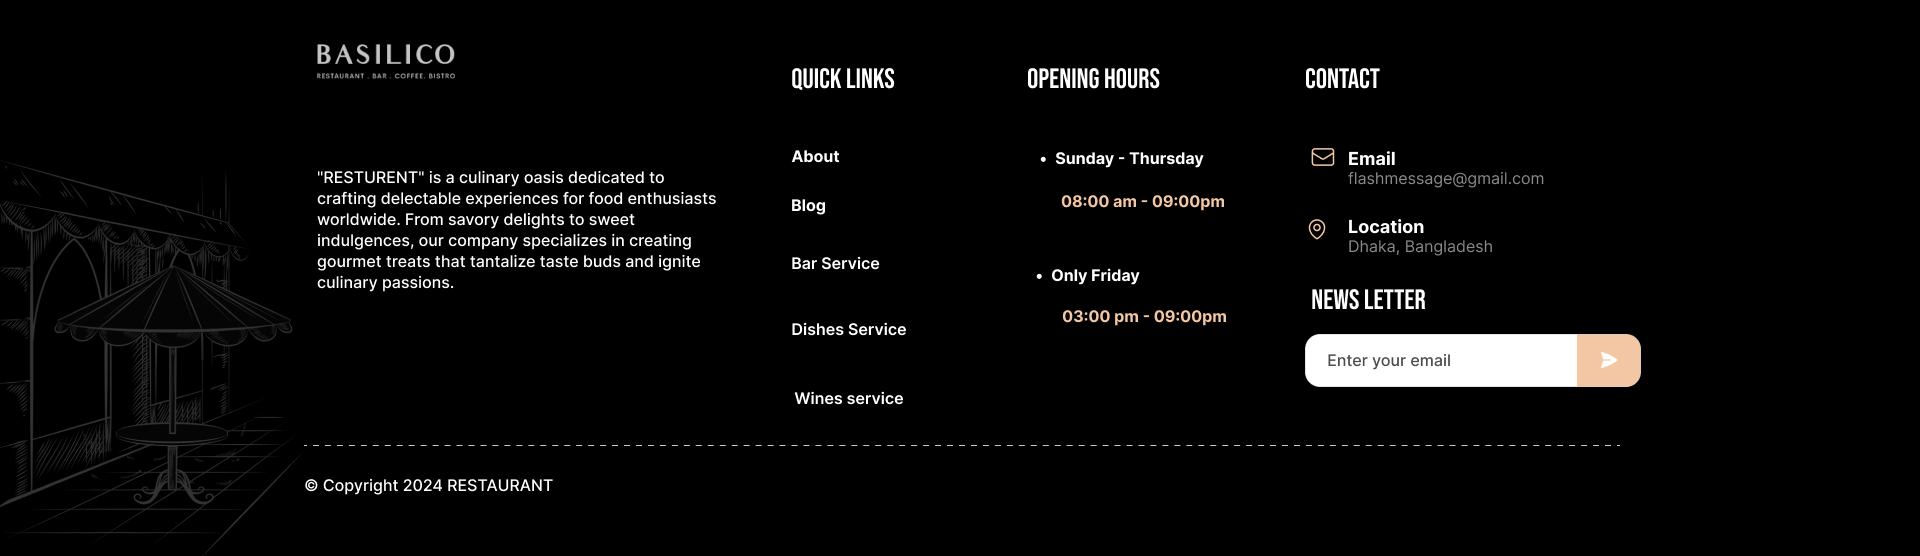 BASILICO
RESTAURANT . BAR . COFFEE. BISTRO
"RESTURENT" is a culinary oasis dedicated to
crafting delectable experiences for food enthusiasts
worldwide. From savory delights to sweet
indulgences, our company specializes in creating
gourmet treats that tantalize taste buds and ignite
culinary passions.
QUICK LINKS
About
Blog
Bar Service
Dishes Service
Wines service
OPENING HOURS
• Sunday - Thursday
08:00 am - 09:00pm
• Only Friday
03:00 pm - 09:00pm
CONTACT
Email
flashmessage@gmail.com
Location
Dhaka, Bangladesh
NEWS LETTER
Enter your email
© Copyright 2024 RESTAURANT